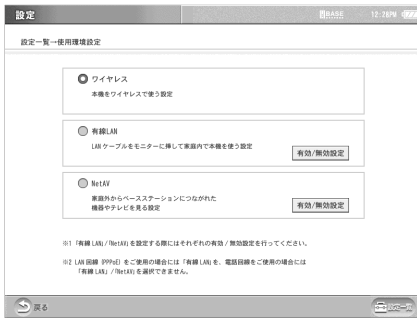 設定
BASE 12:28PM
設定一覧→使用環境設定
ワイヤレス
本機をワイヤレスで使う設定
有線LAN
LANケーブルをモニターに挿して家庭内で本機を使う設定
有効/無効設定
NetAV
家庭外からベースステーションにつながれた
機器やテレビを見る設定
有効/無効設定
※1 「有線LAN」/「NetAV」を設定する際にはそれぞれの有効/無効設定を行ってください。
※2 LAN回線(PPPoE)をご使用の場合には「有線LAN」を、電話回線をご使用の場合には
「有線LAN」/「NetAV」を選択できません。
戻る